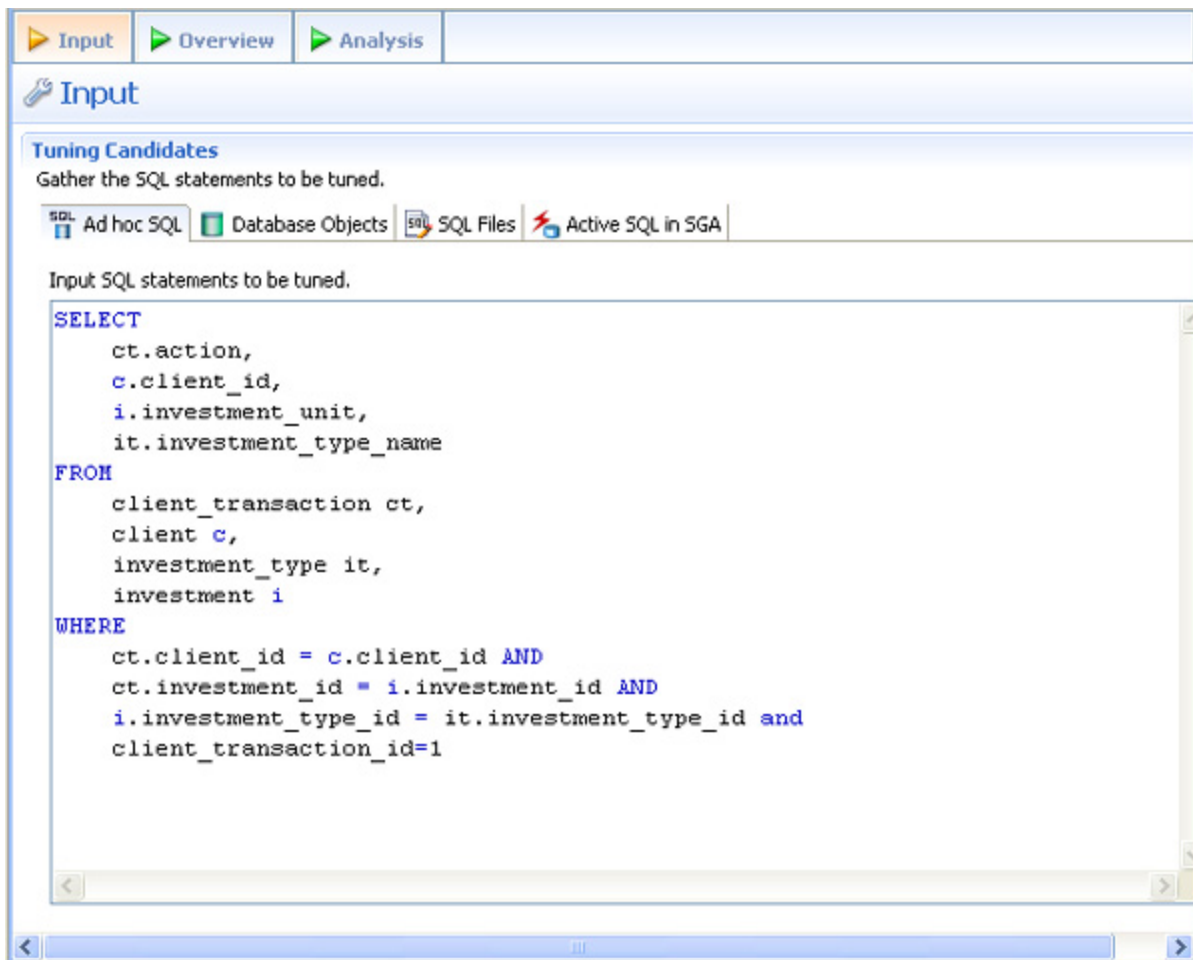 Input Overview Analysis
Input
Tuning Candidates
Gather the SQL statements to be tuned.
SQL Ad hoc SQL Database Objects SQL SQL Files Active SQL in SGA
Input SQL statements to be tuned.
SELECT
ct.action,
c.client_id,
i.investment_unit,
it.investment_type_name
FROM
client_transaction ct,
client c,
investment_type it,
investment i
WHERE
ct.client_id = c.client_id AND
ct.investment_id = i.investment_id AND
i.investment_type_id = it.investment_type_id and
client_transaction_id=1